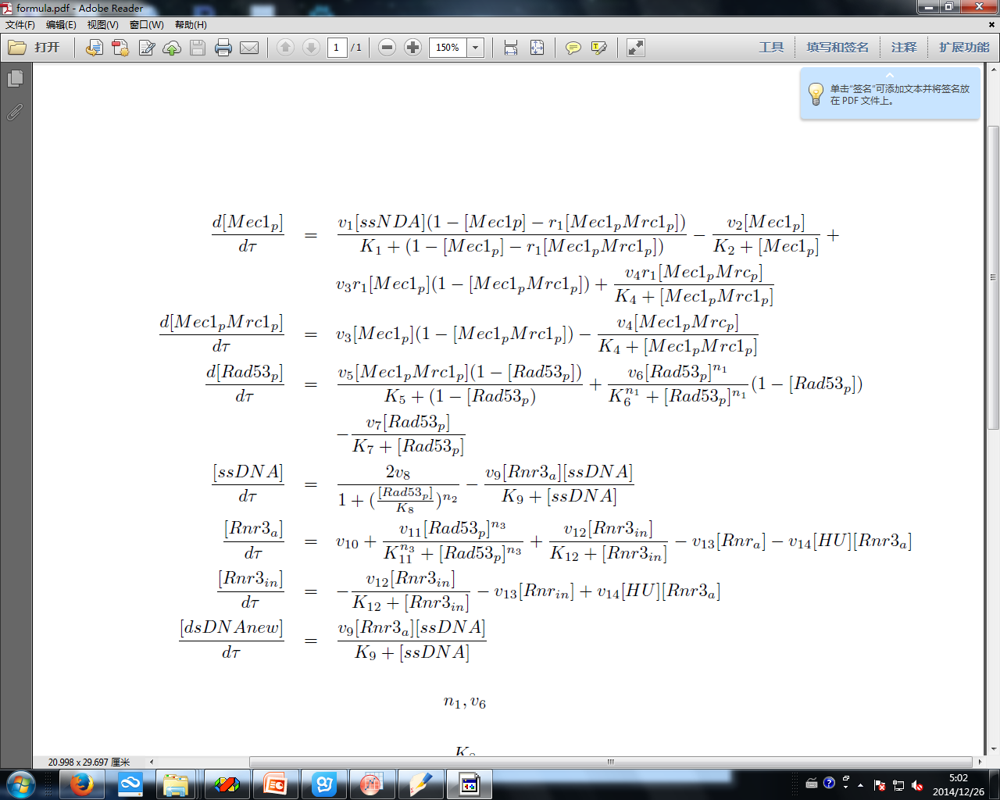 formula.pdf - Adobe Reader
文件(F) 编辑(E) 视图(V) 窗口(W) 帮助(H)
打开 1 / 1 150% 工具 填写和签名 注释 扩展功能
单击“签名”可添加文本并将签名放
在 PDF 文件上。
\frac{d[Mec1_p]}{d\tau} = \frac{v_1[ssNDA](1-[Mec1p]-r_1[Mec1_pMrc1_p])}{K_1+(1-[Mec1_p]-r_1[Mec1_pMrc1_p])} - \frac{v_2[Mec1_p]}{K_2+[Mec1_p]} +
v_3r_1[Mec1_p](1-[Mec1_pMrc1_p]) + \frac{v_4r_1[Mec1_pMrc_p]}{K_4+[Mec1_pMrc1_p]}
\frac{d[Mec1_pMrc1_p]}{d\tau} = v_3[Mec1_p](1-[Mec1_pMrc1_p]) - \frac{v_4[Mec1_pMrc_p]}{K_4+[Mec1_pMrc1_p]}
\frac{d[Rad53_p]}{d\tau} = \frac{v_5[Mec1_pMrc1_p](1-[Rad53_p])}{K_5+(1-[Rad53_p)} + \frac{v_6[Rad53_p]^{n_1}}{K_6^{n_1}+[Rad53_p]^{n_1}}(1-[Rad53_p])
-\frac{v_7[Rad53_p]}{K_7+[Rad53_p]}
\frac{[ssDNA]}{d\tau} = \frac{2v_8}{1+(\frac{[Rad53_p]}{K_8})^{n_2}} - \frac{v_9[Rnr3_a][ssDNA]}{K_9+[ssDNA]}
\frac{[Rnr3_a]}{d\tau} = v_{10} + \frac{v_{11}[Rad53_p]^{n_3}}{K_{11}^{n_3}+[Rad53_p]^{n_3}} + \frac{v_{12}[Rnr3_{in}]}{K_{12}+[Rnr3_{in}]} - v_{13}[Rnr_a] - v_{14}[HU][Rnr3_a]
\frac{[Rnr3_{in}]}{d\tau} = -\frac{v_{12}[Rnr3_{in}]}{K_{12}+[Rnr3_{in}]} - v_{13}[Rnr_{in}] + v_{14}[HU][Rnr3_a]
\frac{[dsDNAnew]}{d\tau} = \frac{v_9[Rnr3_a][ssDNA]}{K_9+[ssDNA]}
n_1, v_6
20.998 x 29.697 厘米
5:02
2014/12/26